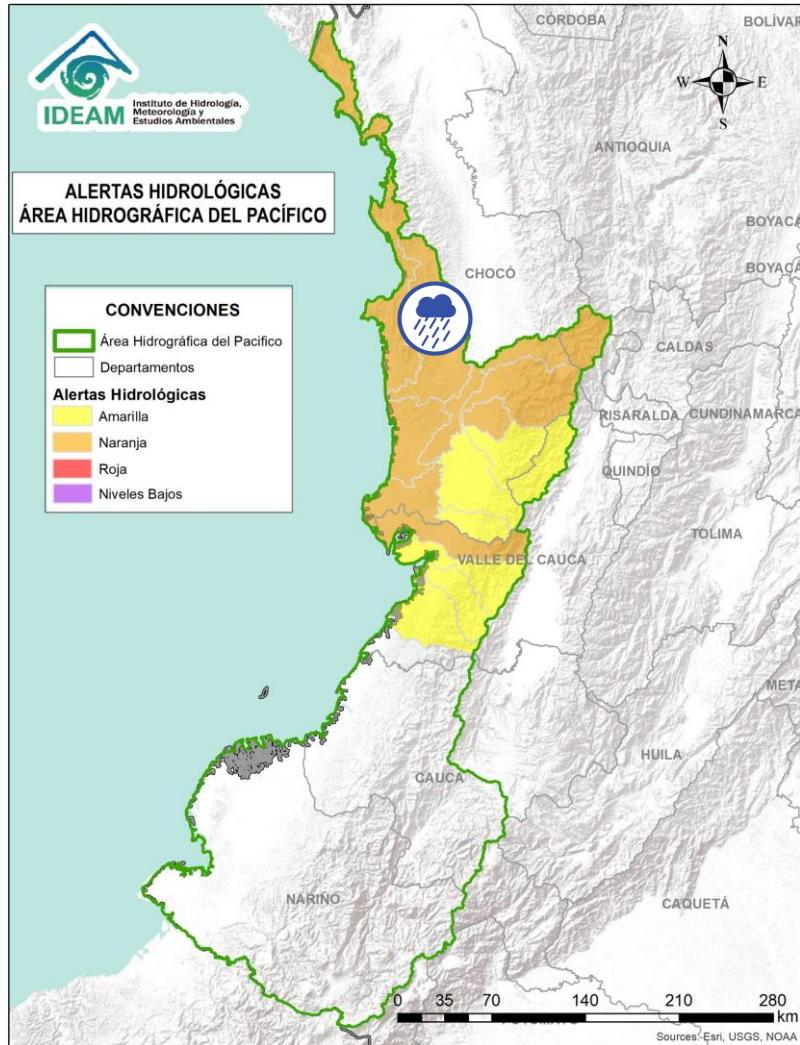 IDEAM
Instituto de Hidrología,
Meteorología y
Estudios Ambientales
ALERTAS HIDROLÓGICAS
ÁREA HIDROGRÁFICA DEL PACÍFICO
CONVENCIONES
Área Hidrográfica del Pacifico
Departamentos
Alertas Hidrológicas
Amarilla
Naranja
Roja
Niveles Bajos
N
W
E
S
CÓRDOBA
BOLÍVAR
ANTIOQUIA
BOYACÁ
BOYACÁ
CHOCÓ
CALDAS
RISARALDA
CUNDINAMARCA
QUINDÍO
TOLIMA
VALLE DEL CAUCA
META
HUILA
CAUCA
NARIÑO
CAQUETÁ
0 35 70 140 210 280
km
Sources: Esri, USGS, NOAA